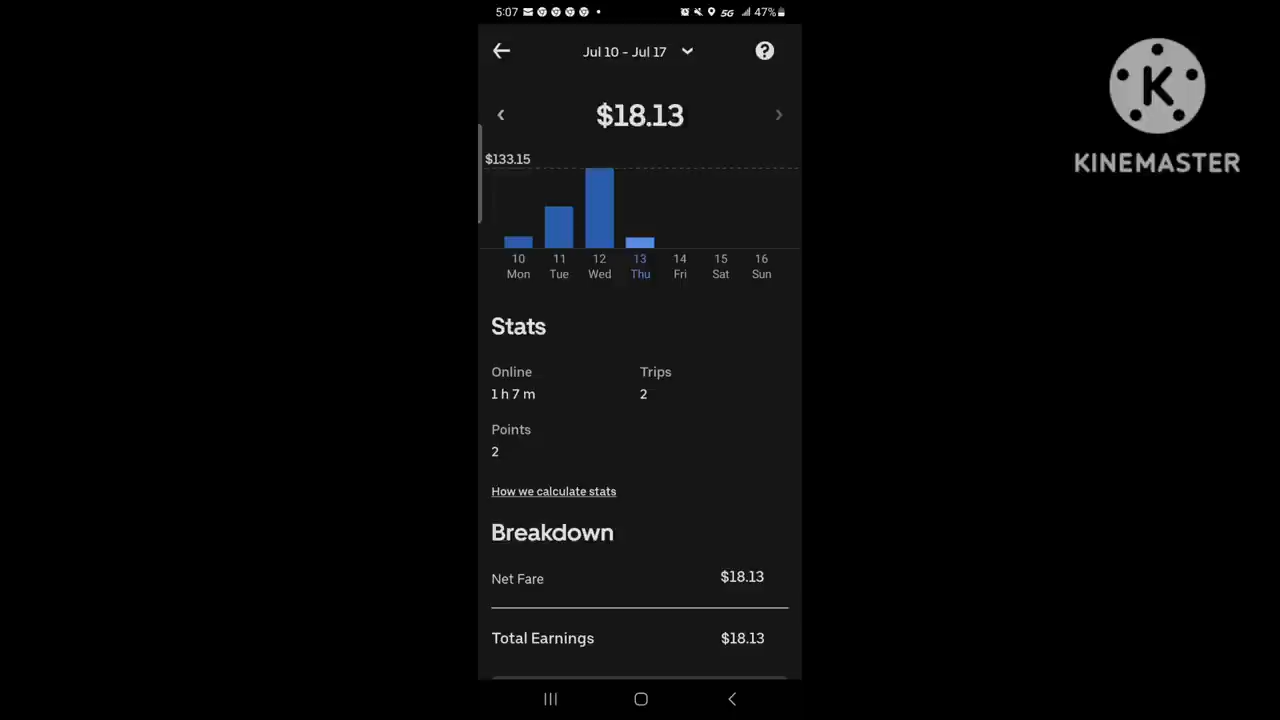 5:07
5G
47%
Jul 10 - Jul 17
?
$18.13
$133.15
10 11 12 13 14 15 16
Mon Tue Wed Thu Fri Sat Sun
Stats
Online Trips
1 h 7 m 2
Points
2
How we calculate stats
Breakdown
Net Fare $18.13
Total Earnings $18.13
K
KINEMASTER